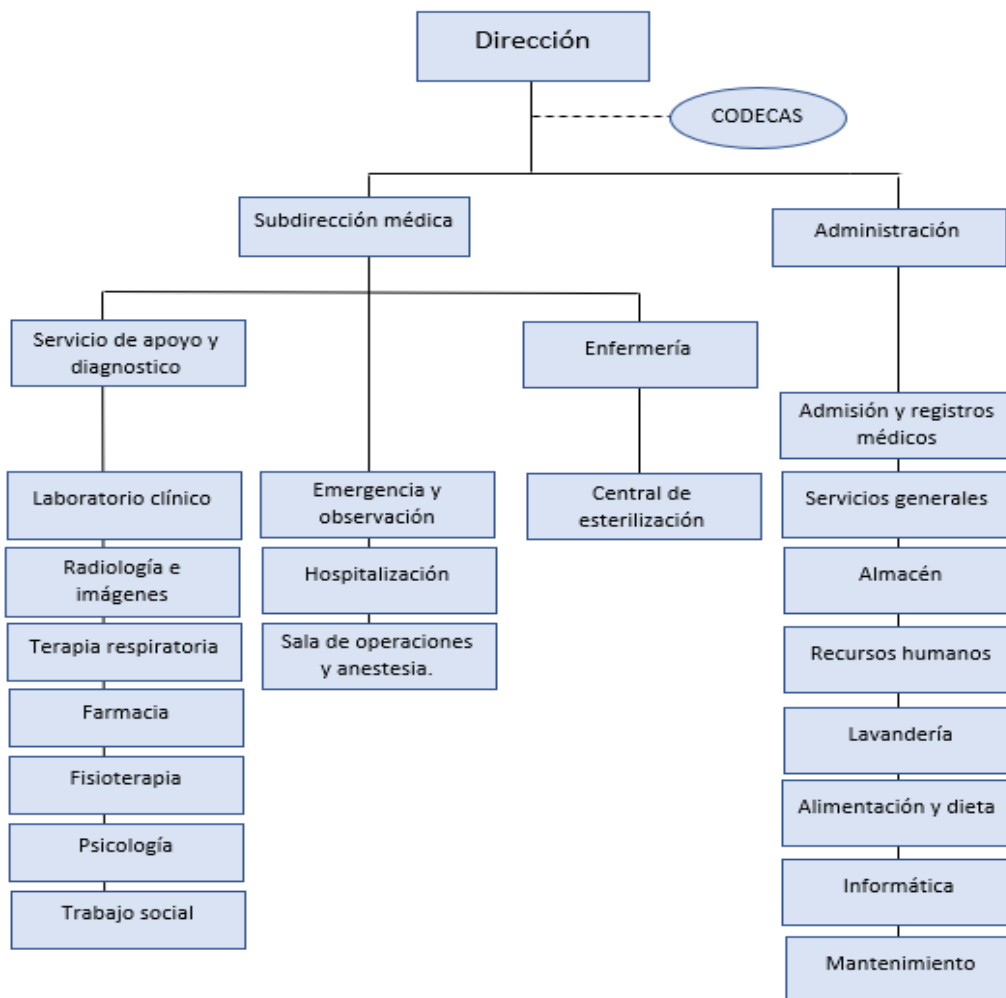 Dirección
CODECAS
Subdirección médica
Administración
Servicio de apoyo y
diagnostico
Enfermería
Admisión y registros
médicos
Laboratorio clínico
Emergencia y
observación
Central de
esterilización
Servicios generales
Radiología e
imágenes
Hospitalización
Almacén
Terapia respiratoria
Sala de operaciones
y anestesia.
Recursos humanos
Farmacia
Lavandería
Fisioterapia
Alimentación y dieta
Psicología
Informática
Trabajo social
Mantenimiento